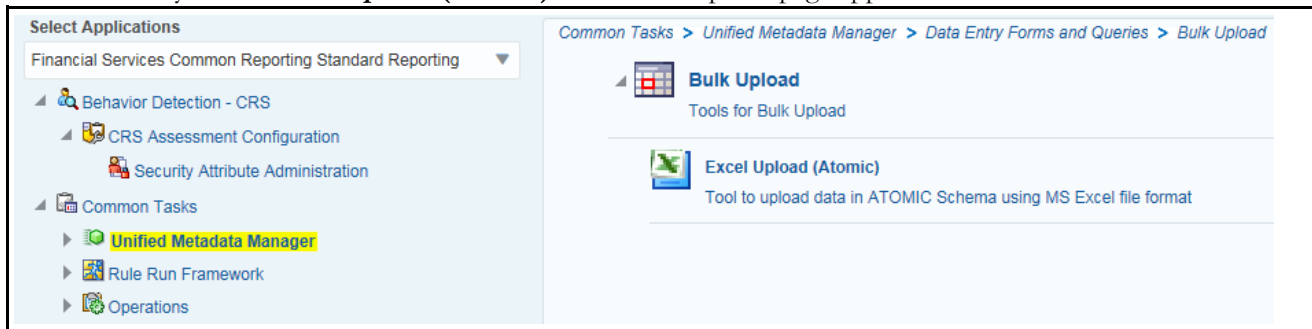 Select Applications
Financial Services Common Reporting Standard Reporting
Behavior Detection - CRS
CRS Assessment Configuration
Security Attribute Administration
Common Tasks
Unified Metadata Manager
Rule Run Framework
Operations
Common Tasks > Unified Metadata Manager > Data Entry Forms and Queries > Bulk Upload
Bulk Upload
Tools for Bulk Upload
Excel Upload (Atomic)
Tool to upload data in ATOMIC Schema using MS Excel file format